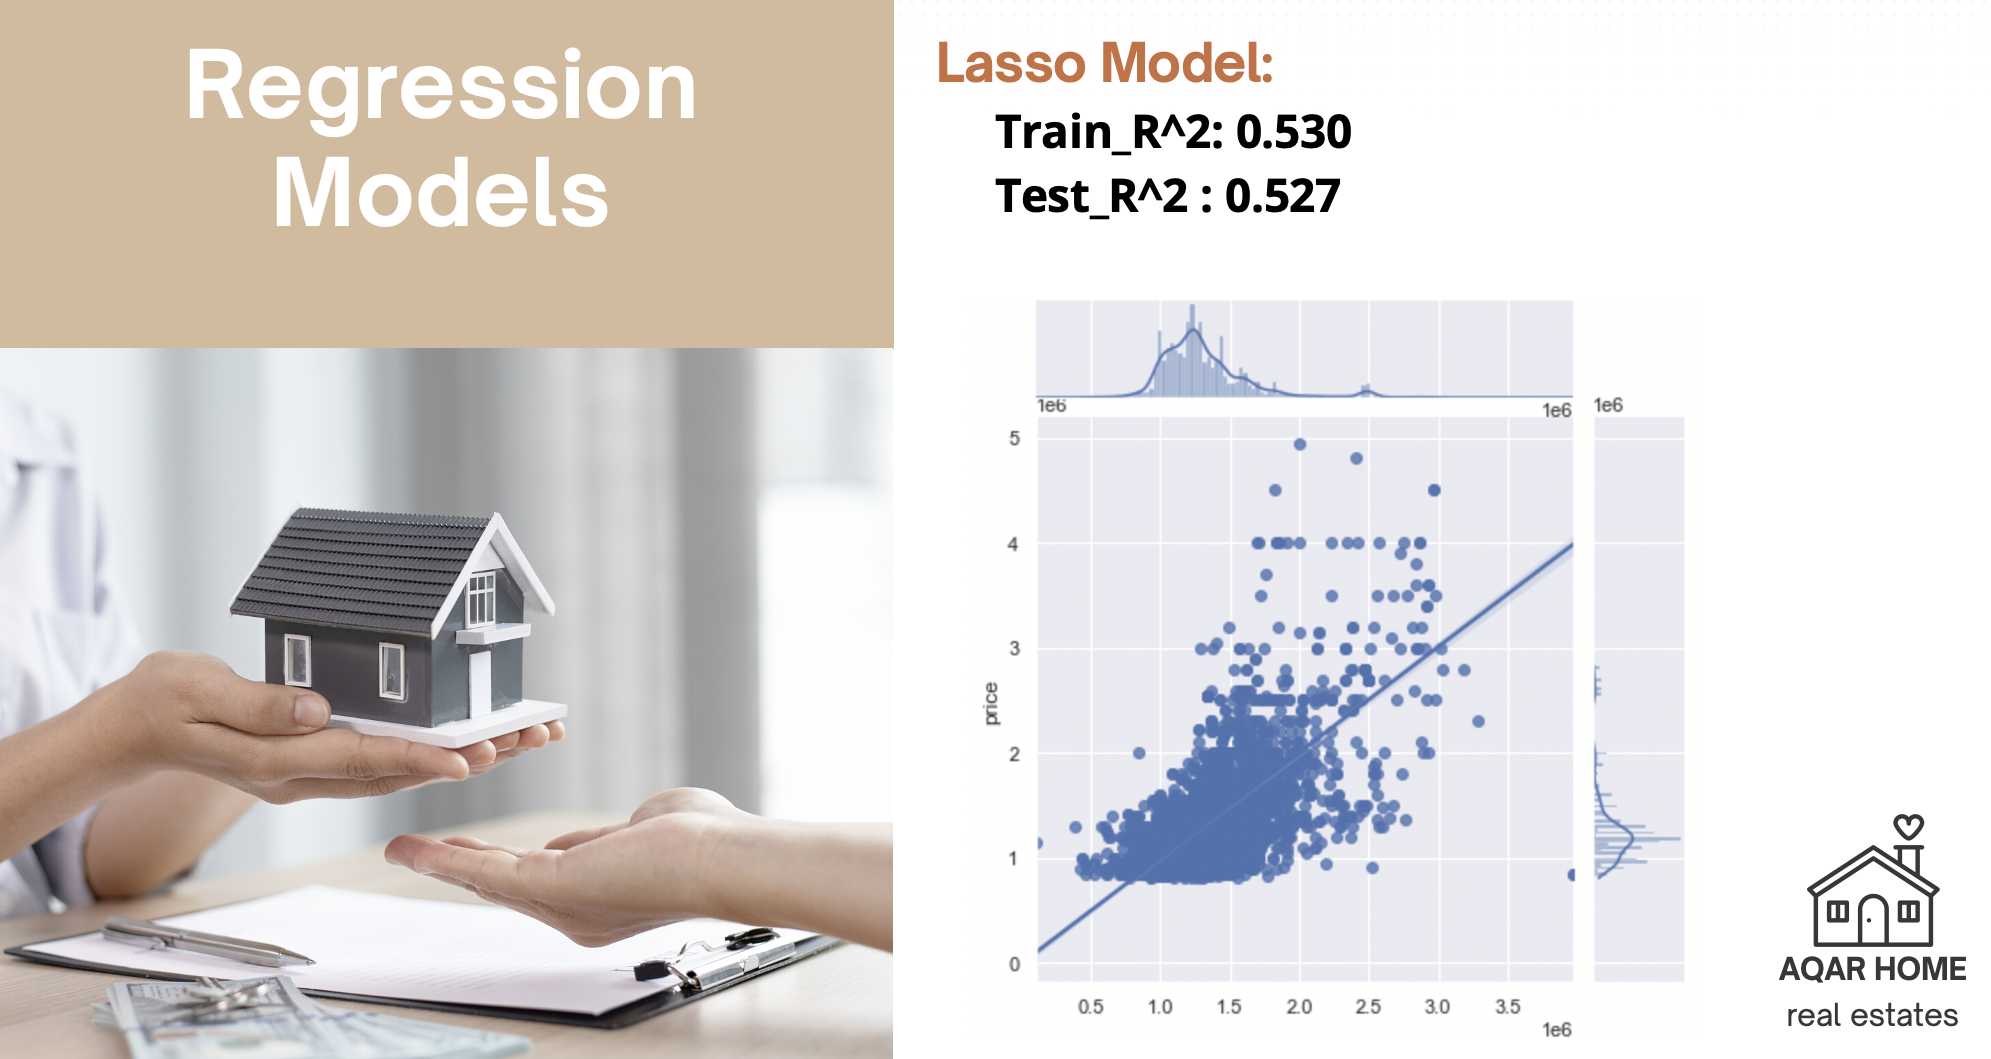 Regression
Models
Lasso Model:
Train_R^2: 0.530
Test_R^2 : 0.527
1e6
1e6
1e6
5
4
3
2
1
0
price
0.5 1.0 1.5 2.0 2.5 3.0 3.5
1e6
AQAR HOME
real estates